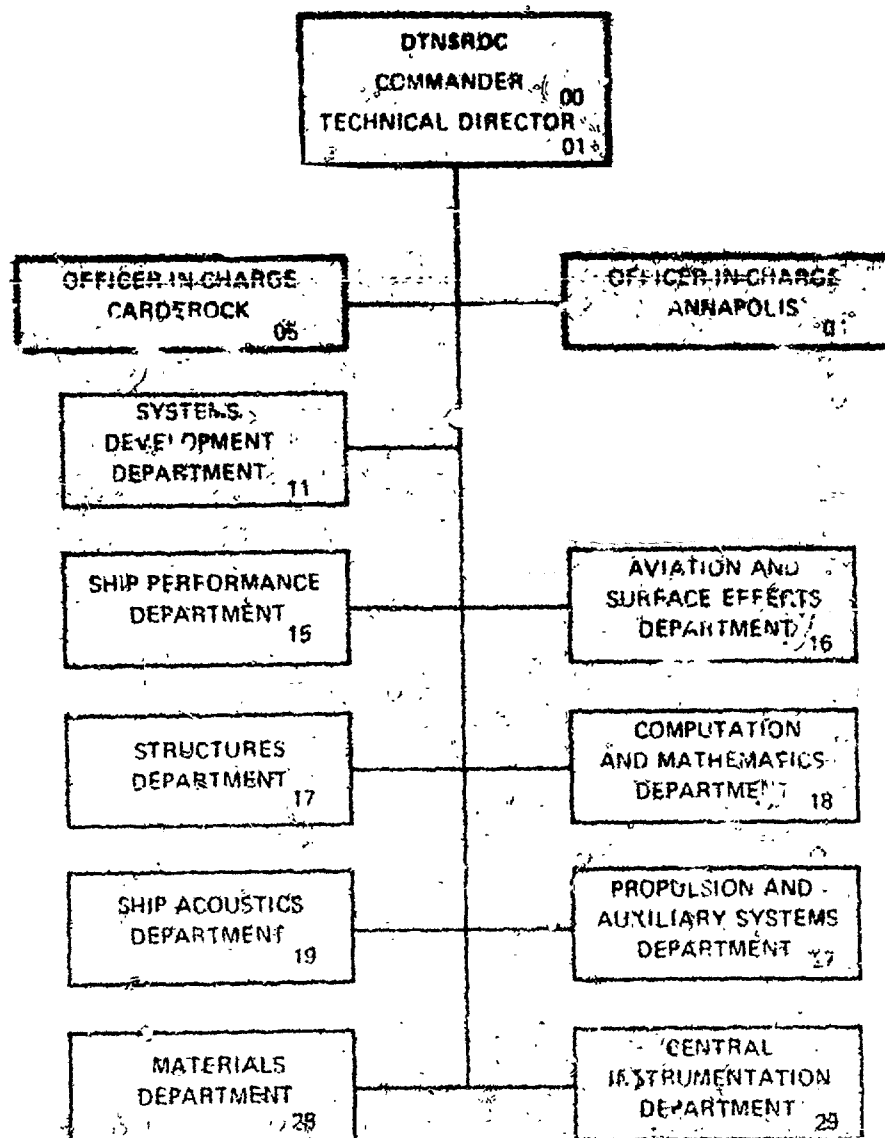 DTNSRDC
COMMANDER
00
TECHNICAL DIRECTOR
01
OFFICER-IN-CHARGE
CARDEROCK
05
OFFICER-IN-CHARGE
ANNAPOLIS
SYSTEMS
DEVELOPMENT
DEPARTMENT
11
SHIP PERFORMANCE
DEPARTMENT
15
AVIATION AND
SURFACE EFFECTS
DEPARTMENT
16
STRUCTURES
DEPARTMENT
17
COMPUTATION
AND MATHEMATICS
DEPARTMENT
18
SHIP ACOUSTICS
DEPARTMENT
19
PROPULSION AND
AUXILIARY SYSTEMS
DEPARTMENT
27
MATERIALS
DEPARTMENT
28
CENTRAL
INSTRUMENTATION
DEPARTMENT
29